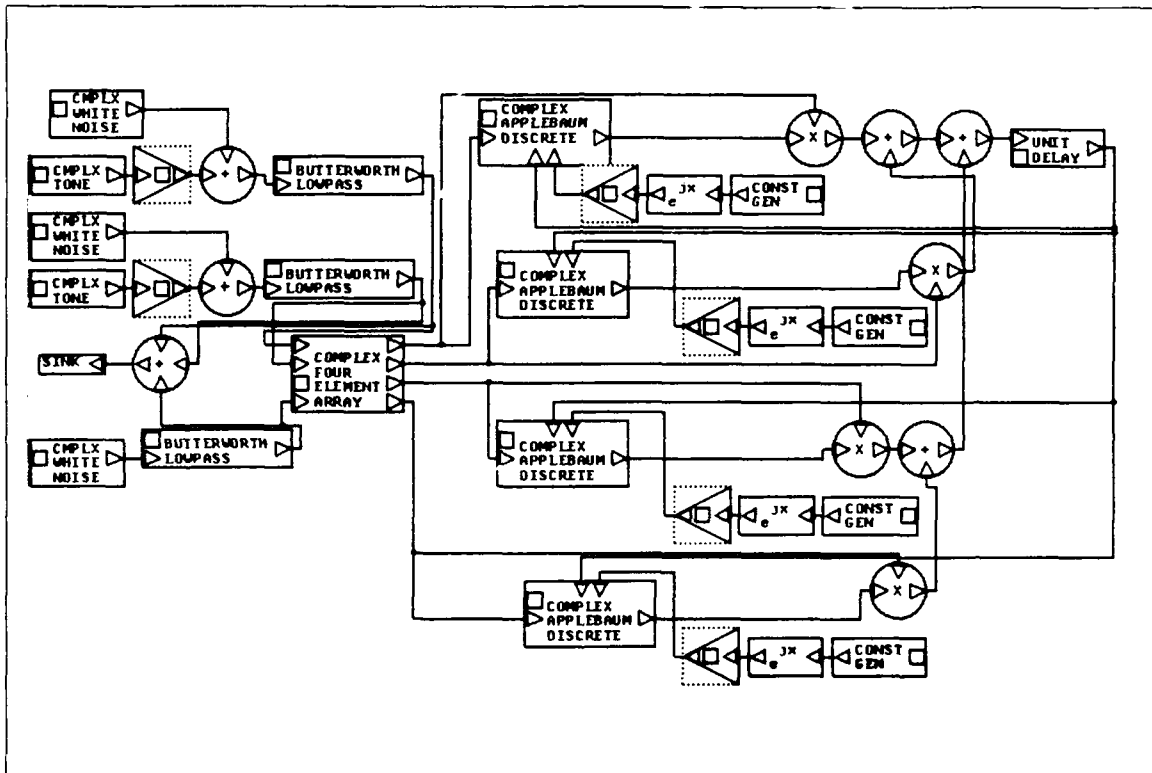 CMPLX
WHITE
NOISE
CMPLX
TONE
+
BUTTERWORTH
LOWPASS
CMPLX
WHITE
NOISE
CMPLX
TONE
+
BUTTERWORTH
LOWPASS
SINK
+
COMPLEX
FOUR
ELEMENT
ARRAY
CMPLX
WHITE
NOISE
BUTTERWORTH
LOWPASS
COMPLEX
APPLEBAUM
DISCRETE
X
+
+
UNIT
DELAY
e^jx
CONST
GEN
COMPLEX
APPLEBAUM
DISCRETE
X
e^jx
CONST
GEN
COMPLEX
APPLEBAUM
DISCRETE
X
+
e^jx
CONST
GEN
COMPLEX
APPLEBAUM
DISCRETE
X
e^jx
CONST
GEN